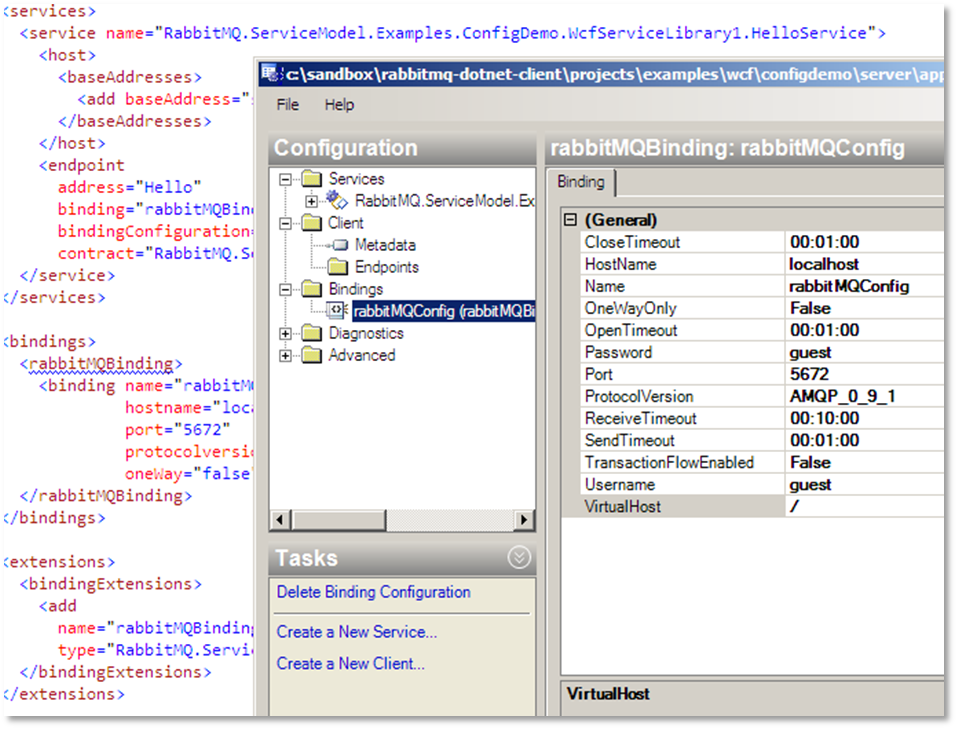 <services>
<service name="RabbitMQ.ServiceModel.Examples.ConfigDemo.WcfServiceLibrary1.HelloService">
<host>
<baseAddresses>
<add baseAddress="
</baseAddresses>
</host>
<endpoint
address="Hello"
binding="rabbitMQBin
bindingConfiguration=
contract="RabbitMQ.Se
</service>
</services>
<bindings>
<rabbitMQBinding>
<binding name="rabbitMQ
hostname="loca
port="5672"
protocolversio
oneWay="false"
</rabbitMQBinding>
</bindings>
<extensions>
<bindingExtensions>
<add
name="rabbitMQBinding
type="RabbitMQ.Servi
</bindingExtensions>
</extensions>
c:\sandbox\rabbitmq-dotnet-client\projects\examples\wcf\configdemo\server\app
File Help
Configuration
Services
RabbitMQ.ServiceModel.Ex
Client
Metadata
Endpoints
Bindings
rabbitMQConfig (rabbitMQBi
Diagnostics
Advanced
Tasks
Delete Binding Configuration
Create a New Service...
Create a New Client...
rabbitMQBinding: rabbitMQConfig
Binding
(General)
CloseTimeout 00:01:00
HostName localhost
Name rabbitMQConfig
OneWayOnly False
OpenTimeout 00:01:00
Password guest
Port 5672
ProtocolVersion AMQP_0_9_1
ReceiveTimeout 00:10:00
SendTimeout 00:01:00
TransactionFlowEnabled False
Username guest
VirtualHost /
VirtualHost